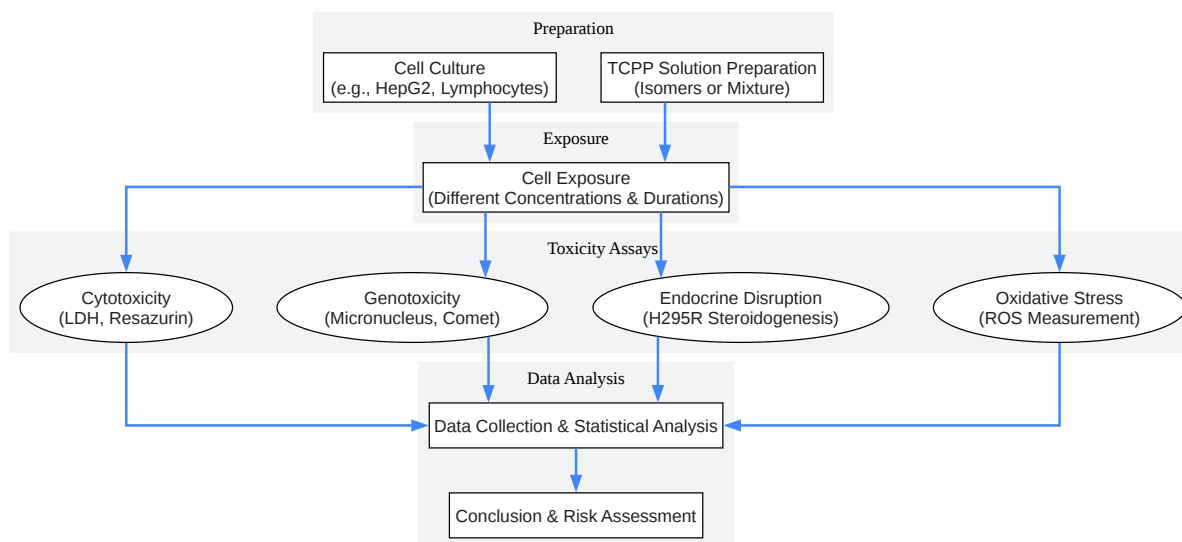 Preparation
Cell Culture
(e.g., HepG2, Lymphocytes)
TCPP Solution Preparation
(Isomers or Mixture)
Exposure
Cell Exposure
(Different Concentrations & Durations)
Toxicity Assays
Cytotoxicity
(LDH, Resazurin)
Genotoxicity
(Micronucleus, Comet)
Endocrine Disruption
(H295R Steroidogenesis)
Oxidative Stress
(ROS Measurement)
Data Analysis
Data Collection & Statistical Analysis
Conclusion & Risk Assessment